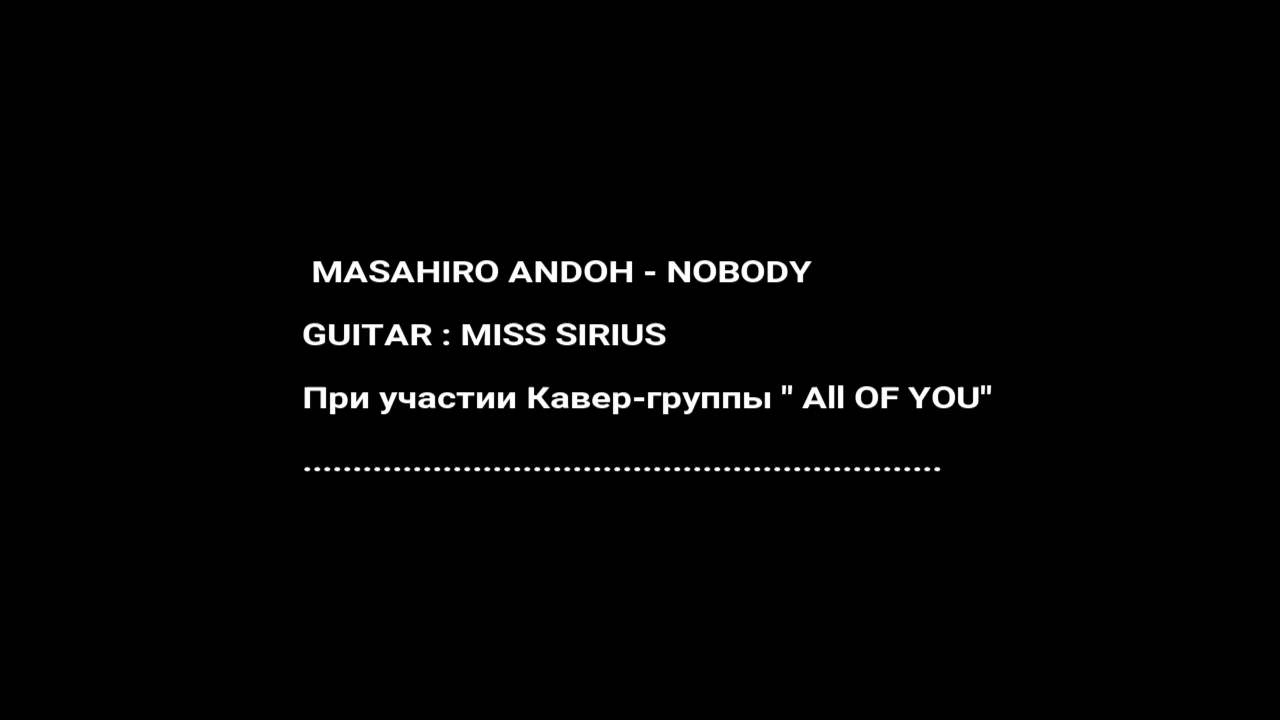 MASAHIRO ANDOH - NOBODY
GUITAR : MISS SIRIUS
При участии Кавер-группы " All OF YOU"
................................................................